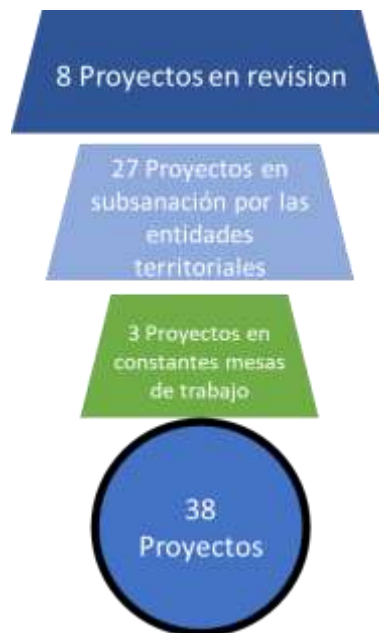 8 Proyectos en revision
27 Proyectos en
subsanación por las
entidades
territoriales
3 Proyectos en
constantes mesas
de trabajo
38
Proyectos